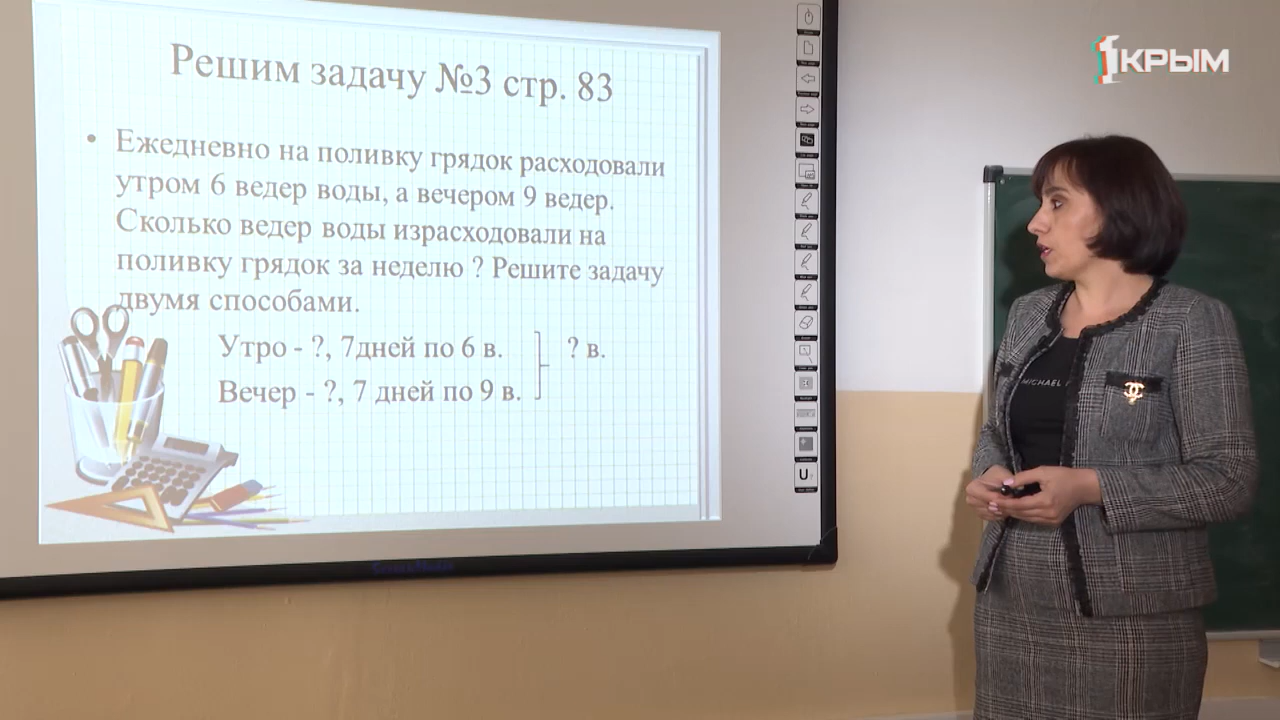 Решим задачу №3 стр. 83
• Ежедневно на поливку грядок расходовали
утром 6 ведер воды, а вечером 9 ведер.
Сколько ведер воды израсходовали на
поливку грядок за неделю ? Решите задачу
двумя способами.
Утро - ?, 7дней по 6 в.
? в.
Вечер - ?, 7 дней по 9 в.
1КРЫМ
MICHAEL
U